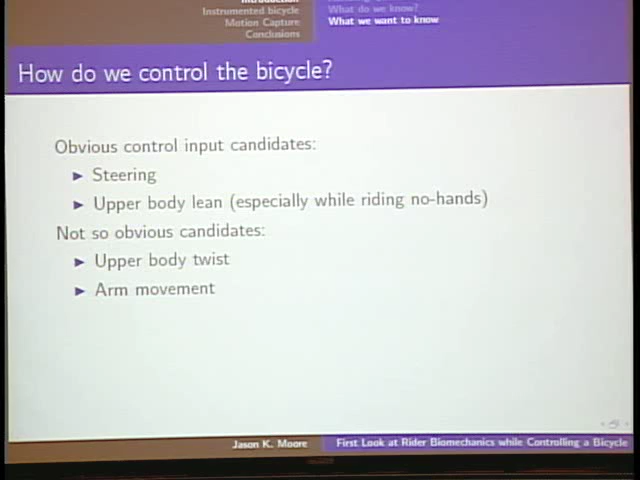 Instrumented bicycle
Motion Capture
Conclusions
What do we know?
What we want to know
How do we control the bicycle?
Obvious control input candidates:
Steering
Upper body lean (especially while riding no-hands)
Not so obvious candidates:
Upper body twist
Arm movement
Jason K. Moore
First Look at Rider Biomechanics while Controlling a Bicycle